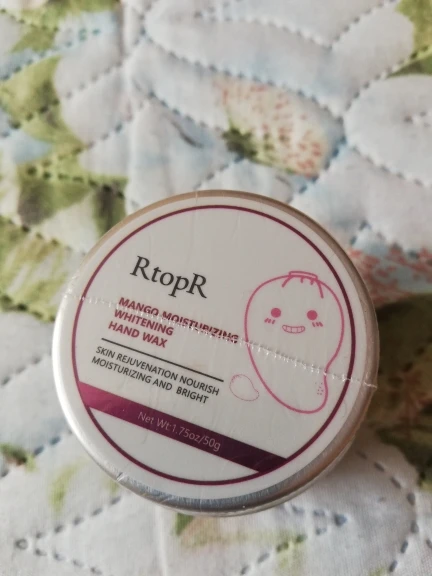 RtopR
MANGO MOISTURIZING
WHITENING
HAND WAX
SKIN REJUVENATION NOURISH
MOISTURIZING AND BRIGHT
Net Wt 1.75oz/50g